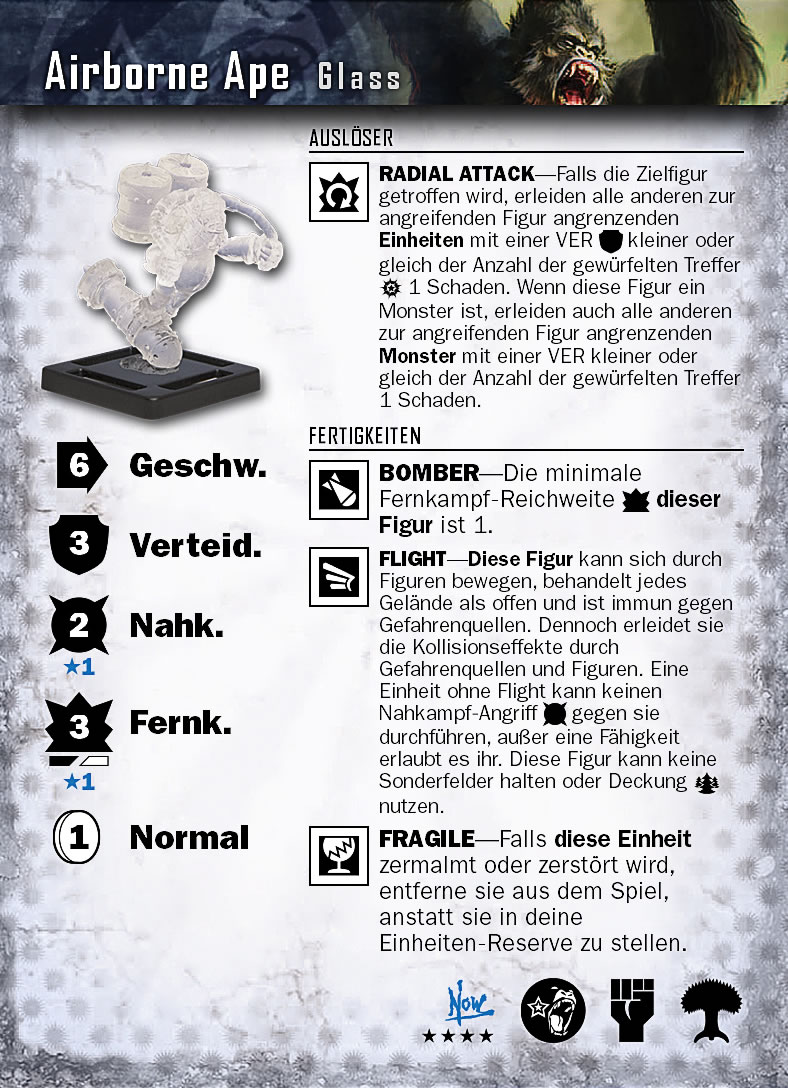 Airborne Ape Glass
6 Geschw.
3 Verteid.
2 Nahk.
★1
3 Fernk.
★1
1 Normal
AUSLÖSER
RADIAL ATTACK—Falls die Zielfigur
getroffen wird, erleiden alle anderen zur
angreifenden Figur angrenzenden
Einheiten mit einer VER kleiner oder
gleich der Anzahl der gewürfelten Treffer
1 Schaden. Wenn diese Figur ein
Monster ist, erleiden auch alle anderen
zur angreifenden Figur angrenzenden
Monster mit einer VER kleiner oder
gleich der Anzahl der gewürfelten Treffer
1 Schaden.
FERTIGKEITEN
BOMBER—Die minimale
Fernkampf-Reichweite dieser
Figur ist 1.
FLIGHT—Diese Figur kann sich durch
Figuren bewegen, behandelt jedes
Gelände als offen und ist immun gegen
Gefahrenquellen. Dennoch erleidet sie
die Kollisionseffekte durch
Gefahrenquellen und Figuren. Eine
Einheit ohne Flight kann keinen
Nahkampf-Angriff gegen sie
durchführen, außer eine Fähigkeit
erlaubt es ihr. Diese Figur kann keine
Sonderfelder halten oder Deckung
nutzen.
FRAGILE—Falls diese Einheit
zermalmt oder zerstört wird,
entferne sie aus dem Spiel,
anstatt sie in deine
Einheiten-Reserve zu stellen.
Now
★★★★